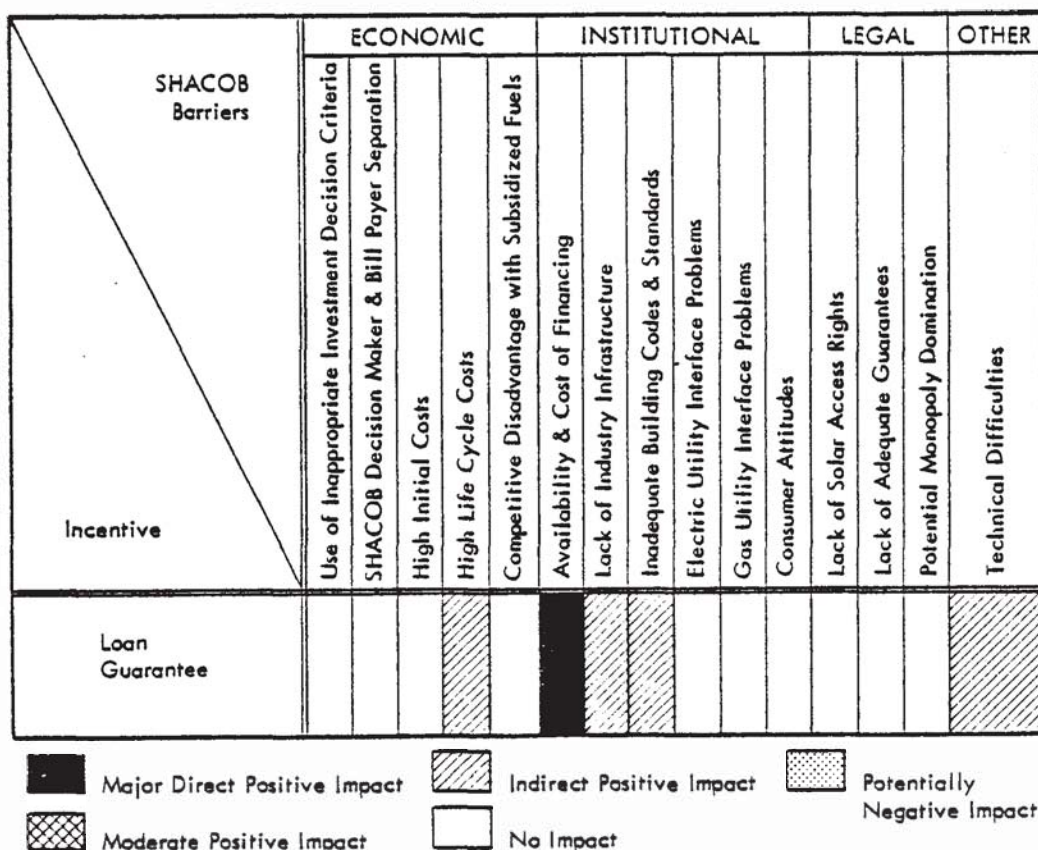 ECONOMIC INSTITUTIONAL LEGAL OTHER
SHACOB
Barriers
Incentive
Use of Inappropriate Investment Decision Criteria
SHACOB Decision Maker & Bill Payer Separation
High Initial Costs
High Life Cycle Costs
Competitive Disadvantage with Subsidized Fuels
Availability & Cost of Financing
Lack of Industry Infrastructure
Inadequate Building Codes & Standards
Electric Utility Interface Problems
Gas Utility Interface Problems
Consumer Attitudes
Lack of Solar Access Rights
Lack of Adequate Guarantees
Potential Monopoly Domination
Technical Difficulties
Loan
Guarantee
Major Direct Positive Impact
Indirect Positive Impact
Potentially
Negative Impact
Moderate Positive Impact
No Impact